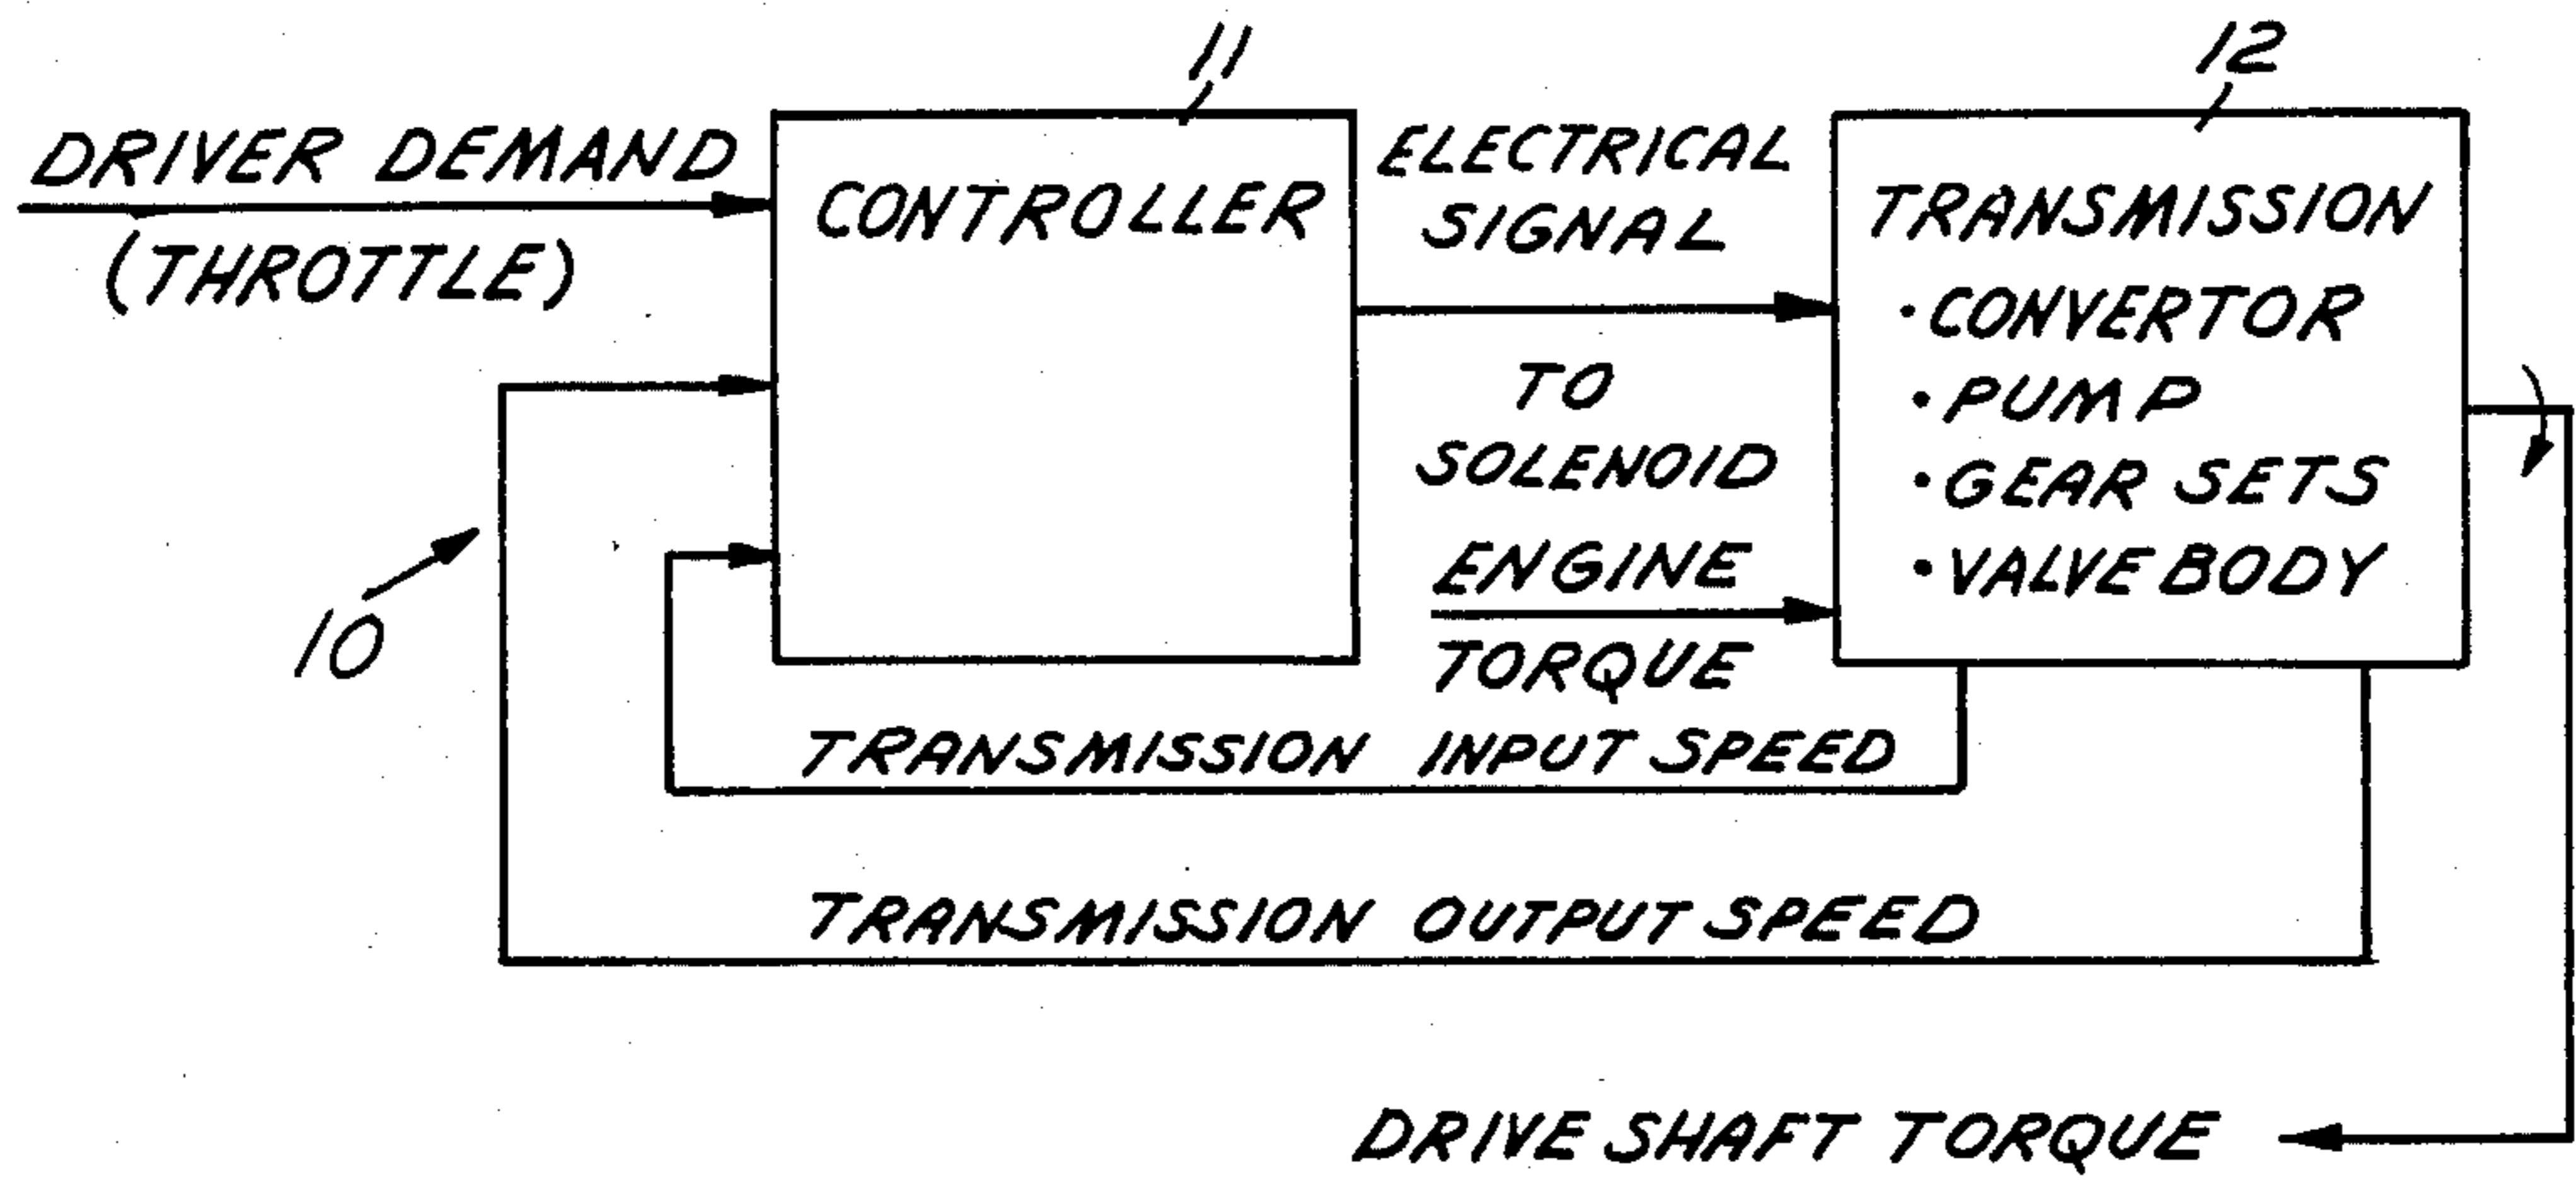 11
12
DRIVER DEMAND
(THROTTLE)
CONTROLLER
ELECTRICAL
SIGNAL
TO
SOLENOID
ENGINE
TORQUE
TRANSMISSION
· CONVERTOR
· PUMP
· GEAR SETS
· VALVE BODY
10
TRANSMISSION INPUT SPEED
TRANSMISSION OUTPUT SPEED
DRIVE SHAFT TORQUE